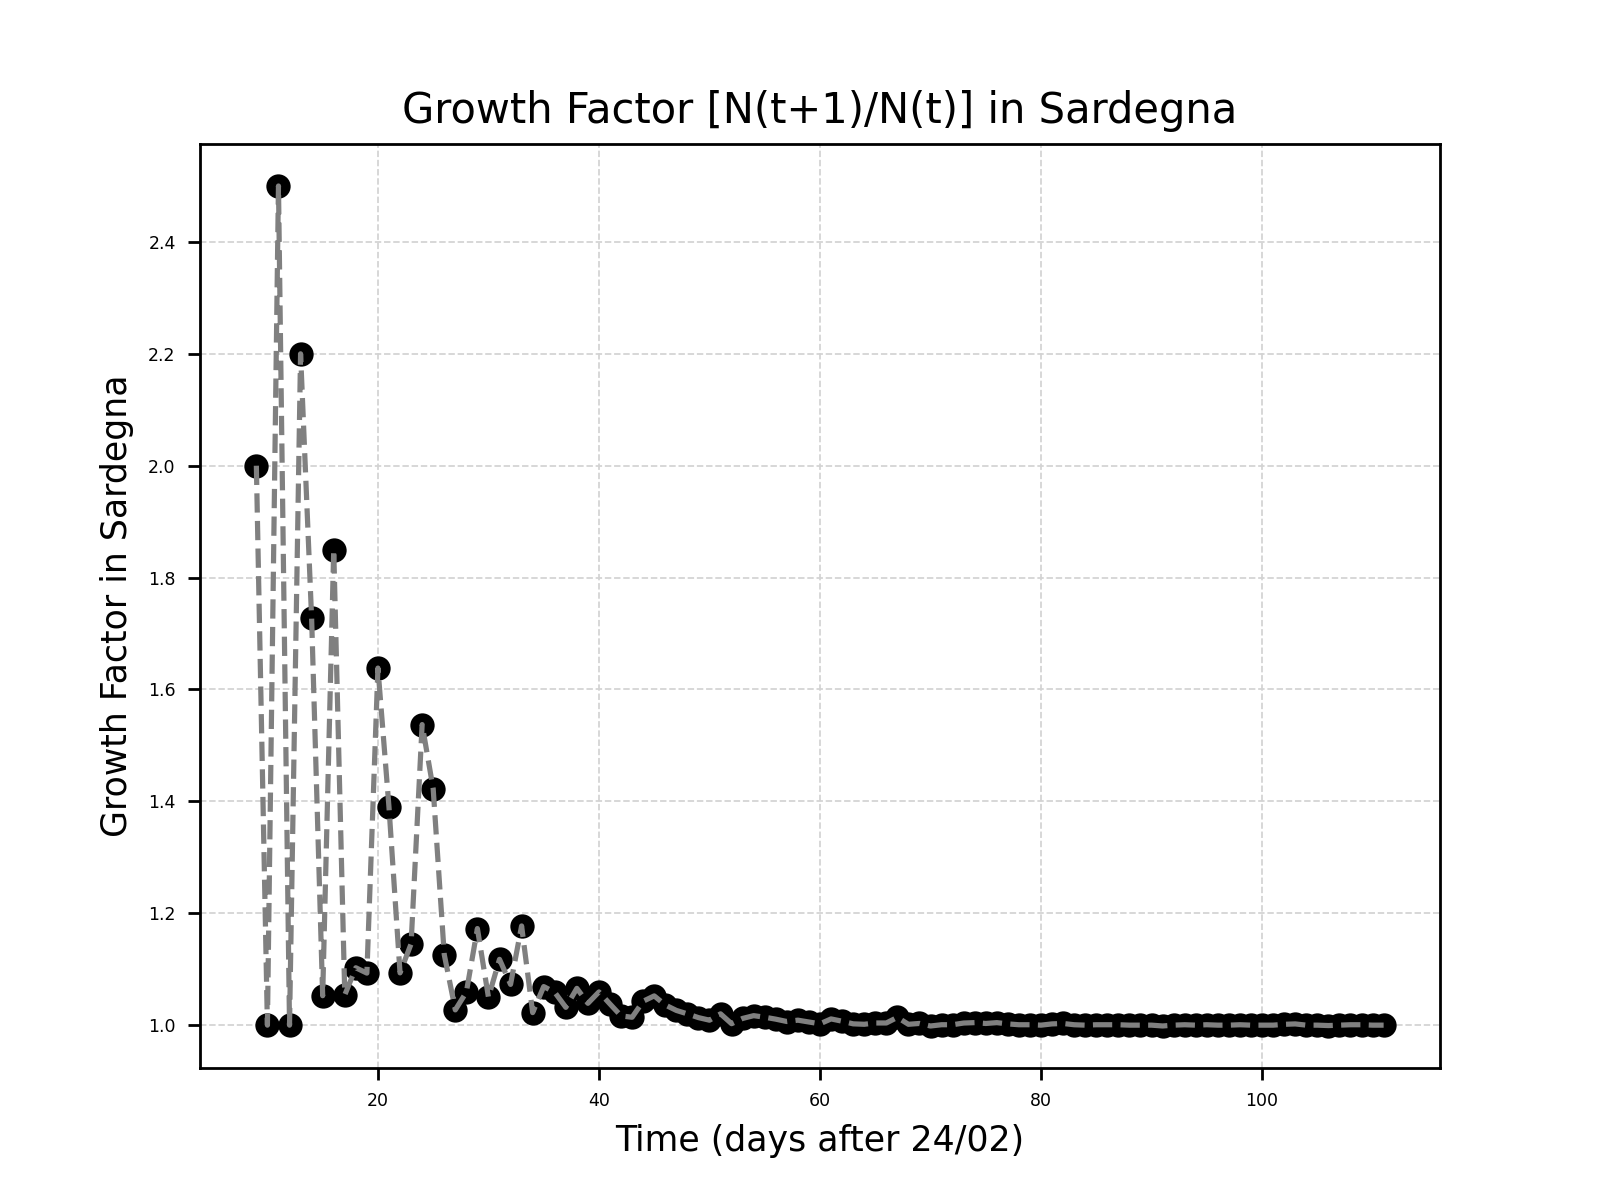 Growth Factor [N(t+1)/N(t)] in Sardegna
Growth Factor in Sardegna
2.4
2.2
2.0
1.8
1.6
1.4
1.2
1.0
20 40 60 80 100
Time (days after 24/02)